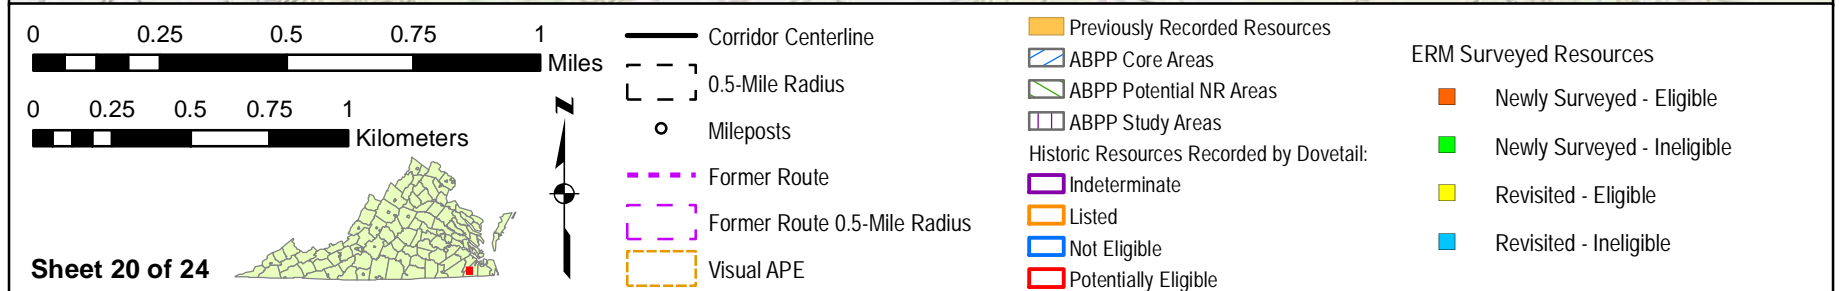 0 0.25 0.5 0.75 1
Miles
0 0.25 0.5 0.75 1
Kilometers
Sheet 20 of 24
N
Corridor Centerline
0.5-Mile Radius
Mileposts
Former Route
Former Route 0.5-Mile Radius
Visual APE
Previously Recorded Resources
ABPP Core Areas
ABPP Potential NR Areas
ABPP Study Areas
Historic Resources Recorded by Dovetail:
Indeterminate
Listed
Not Eligible
Potentially Eligible
ERM Surveyed Resources
Newly Surveyed - Eligible
Newly Surveyed - Ineligible
Revisited - Eligible
Revisited - Ineligible